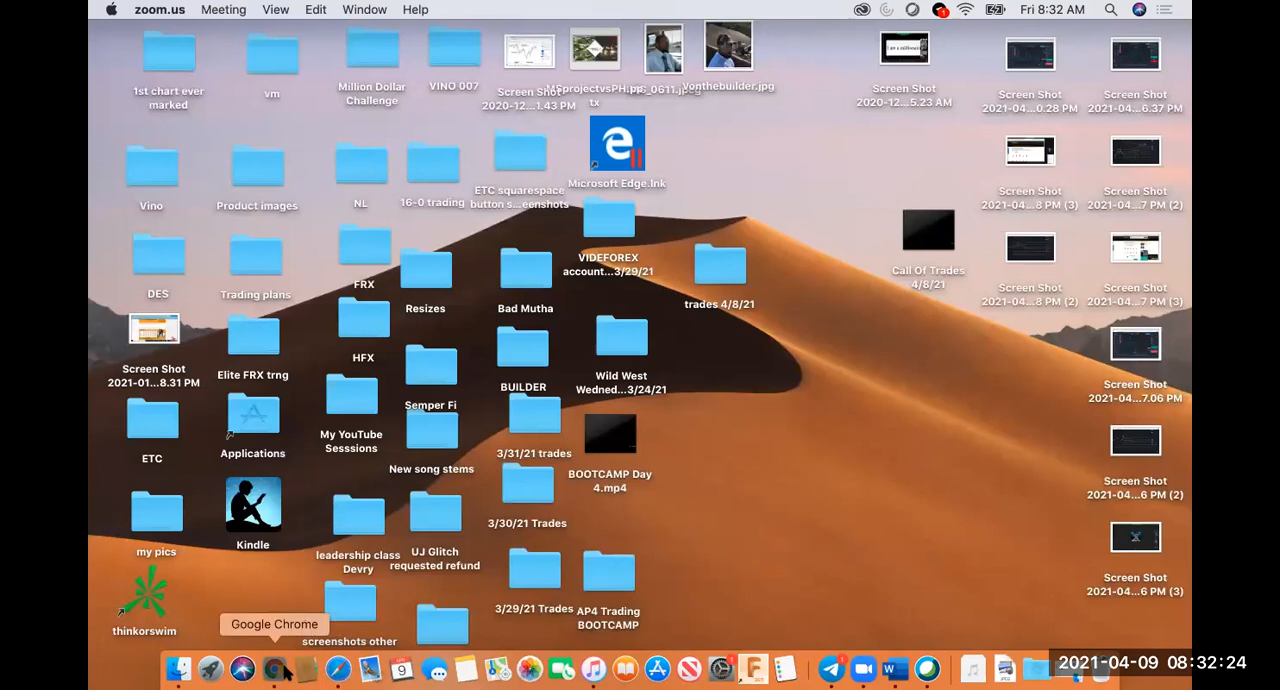 zoom.us Meeting View Edit Window Help
Fri 8:32 AM
1st chart ever
marked
vm
Million Dollar
Challenge
VINO 007
Screen Shot
2020-12...1.43 PM
Vonthebuilder.jpg
Screen Shot
2020-12...5.23 AM
Screen Shot
2021-04...0.28 PM
Screen Shot
2021-04...6.37 PM
Vino
Product images
NL
16-0 trading
ETC squarespace
button s...eenshots
Microsoft Edge.lnk
Screen Shot
2021-04...8 PM (3)
Screen Shot
2021-04...7 PM (2)
DES
Trading plans
FRX
Resizes
Bad Mutha
VIDEFOREX
account...3/29/21
trades 4/8/21
Call Of Trades
4/8/21
Screen Shot
2021-04...8 PM (2)
Screen Shot
2021-04...7 PM (3)
Screen Shot
2021-01...8.31 PM
Elite FRX trng
HFX
Semper Fi
BUILDER
Wild West
Wedned...3/24/21
Screen Shot
2021-04...7.06 PM
ETC
Applications
My YouTube
Sesssions
New song stems
3/31/21 trades
BOOTCAMP Day
4.mp4
Screen Shot
2021-04...6 PM (2)
my pics
Kindle
leadership class
Devry
UJ Glitch
requested refund
3/30/21 Trades
Screen Shot
2021-04...6 PM (3)
thinkorswim
Google Chrome
screenshots other
3/29/21 Trades
AP4 Trading
BOOTCAMP
2021-04-09 08:32:24